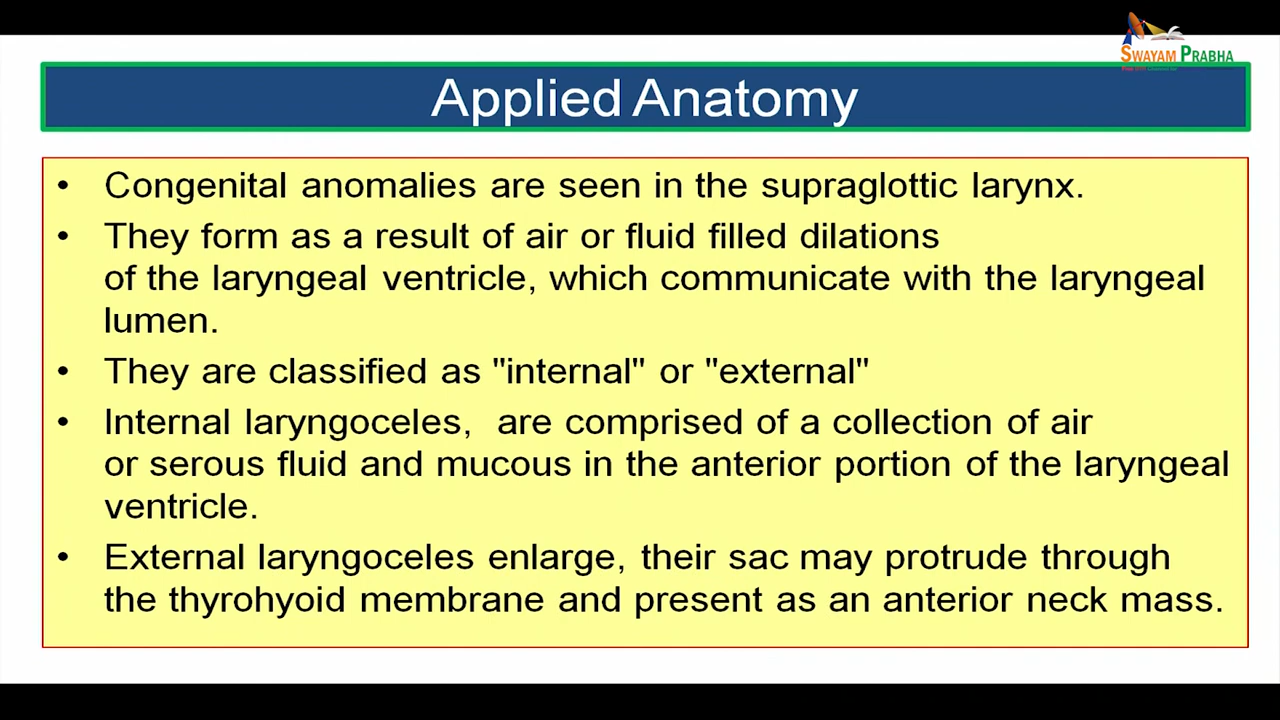 SWAYAM PRABHA
Applied Anatomy
• Congenital anomalies are seen in the supraglottic larynx.
• They form as a result of air or fluid filled dilations
of the laryngeal ventricle, which communicate with the laryngeal
lumen.
• They are classified as "internal" or "external"
• Internal laryngoceles,  are comprised of a collection of air
or serous fluid and mucous in the anterior portion of the laryngeal
ventricle.
• External laryngoceles enlarge, their sac may protrude through
the thyrohyoid membrane and present as an anterior neck mass.